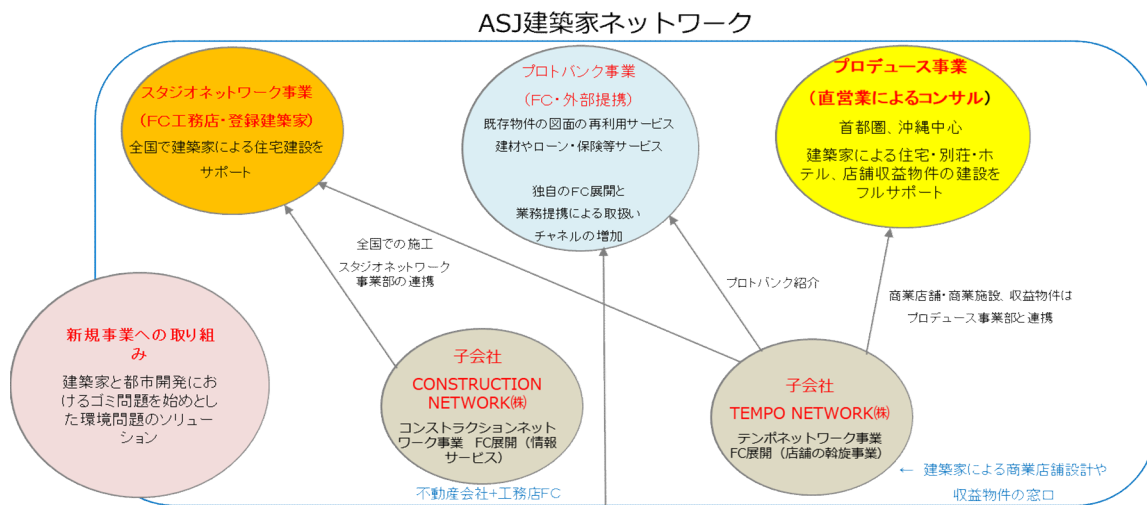 ASJ建築家ネットワーク
スタジオネットワーク事業
(FC工務店・登録建築家)
全国で建築家による住宅建設を
サポート
プロトバンク事業
(FC・外部提携)
既存物件の図面の再利用サービス
建材やローン・保険等サービス
独自のFC展開と
業務提携による取扱い
チャネルの増加
プロデュース事業
(直営業によるコンサル)
首都圏、沖縄中心
建築家による住宅・別荘・ホ
テル、店舗収益物件の建設を
フルサポート
全国での施工
スタジオネットワーク
事業部の連携
プロトバンク紹介
商業店舗・商業施設、収益物件は
プロデュース事業部と連携
新規事業への取り組
み
建築家と都市開発にお
けるゴミ問題を始めとし
た環境問題のソリュー
ション
子会社
CONSTRUCTION
NETWORK㈱
コンストラクションネット
ワーク事業 FC展開（情報
サービス）
不動産会社+工務店FC
子会社
TEMPO NETWORK㈱
テンポネットワーク事業
FC展開（店舗の斡旋事業）
← 建築家による商業店舗設計や
収益物件の窓口